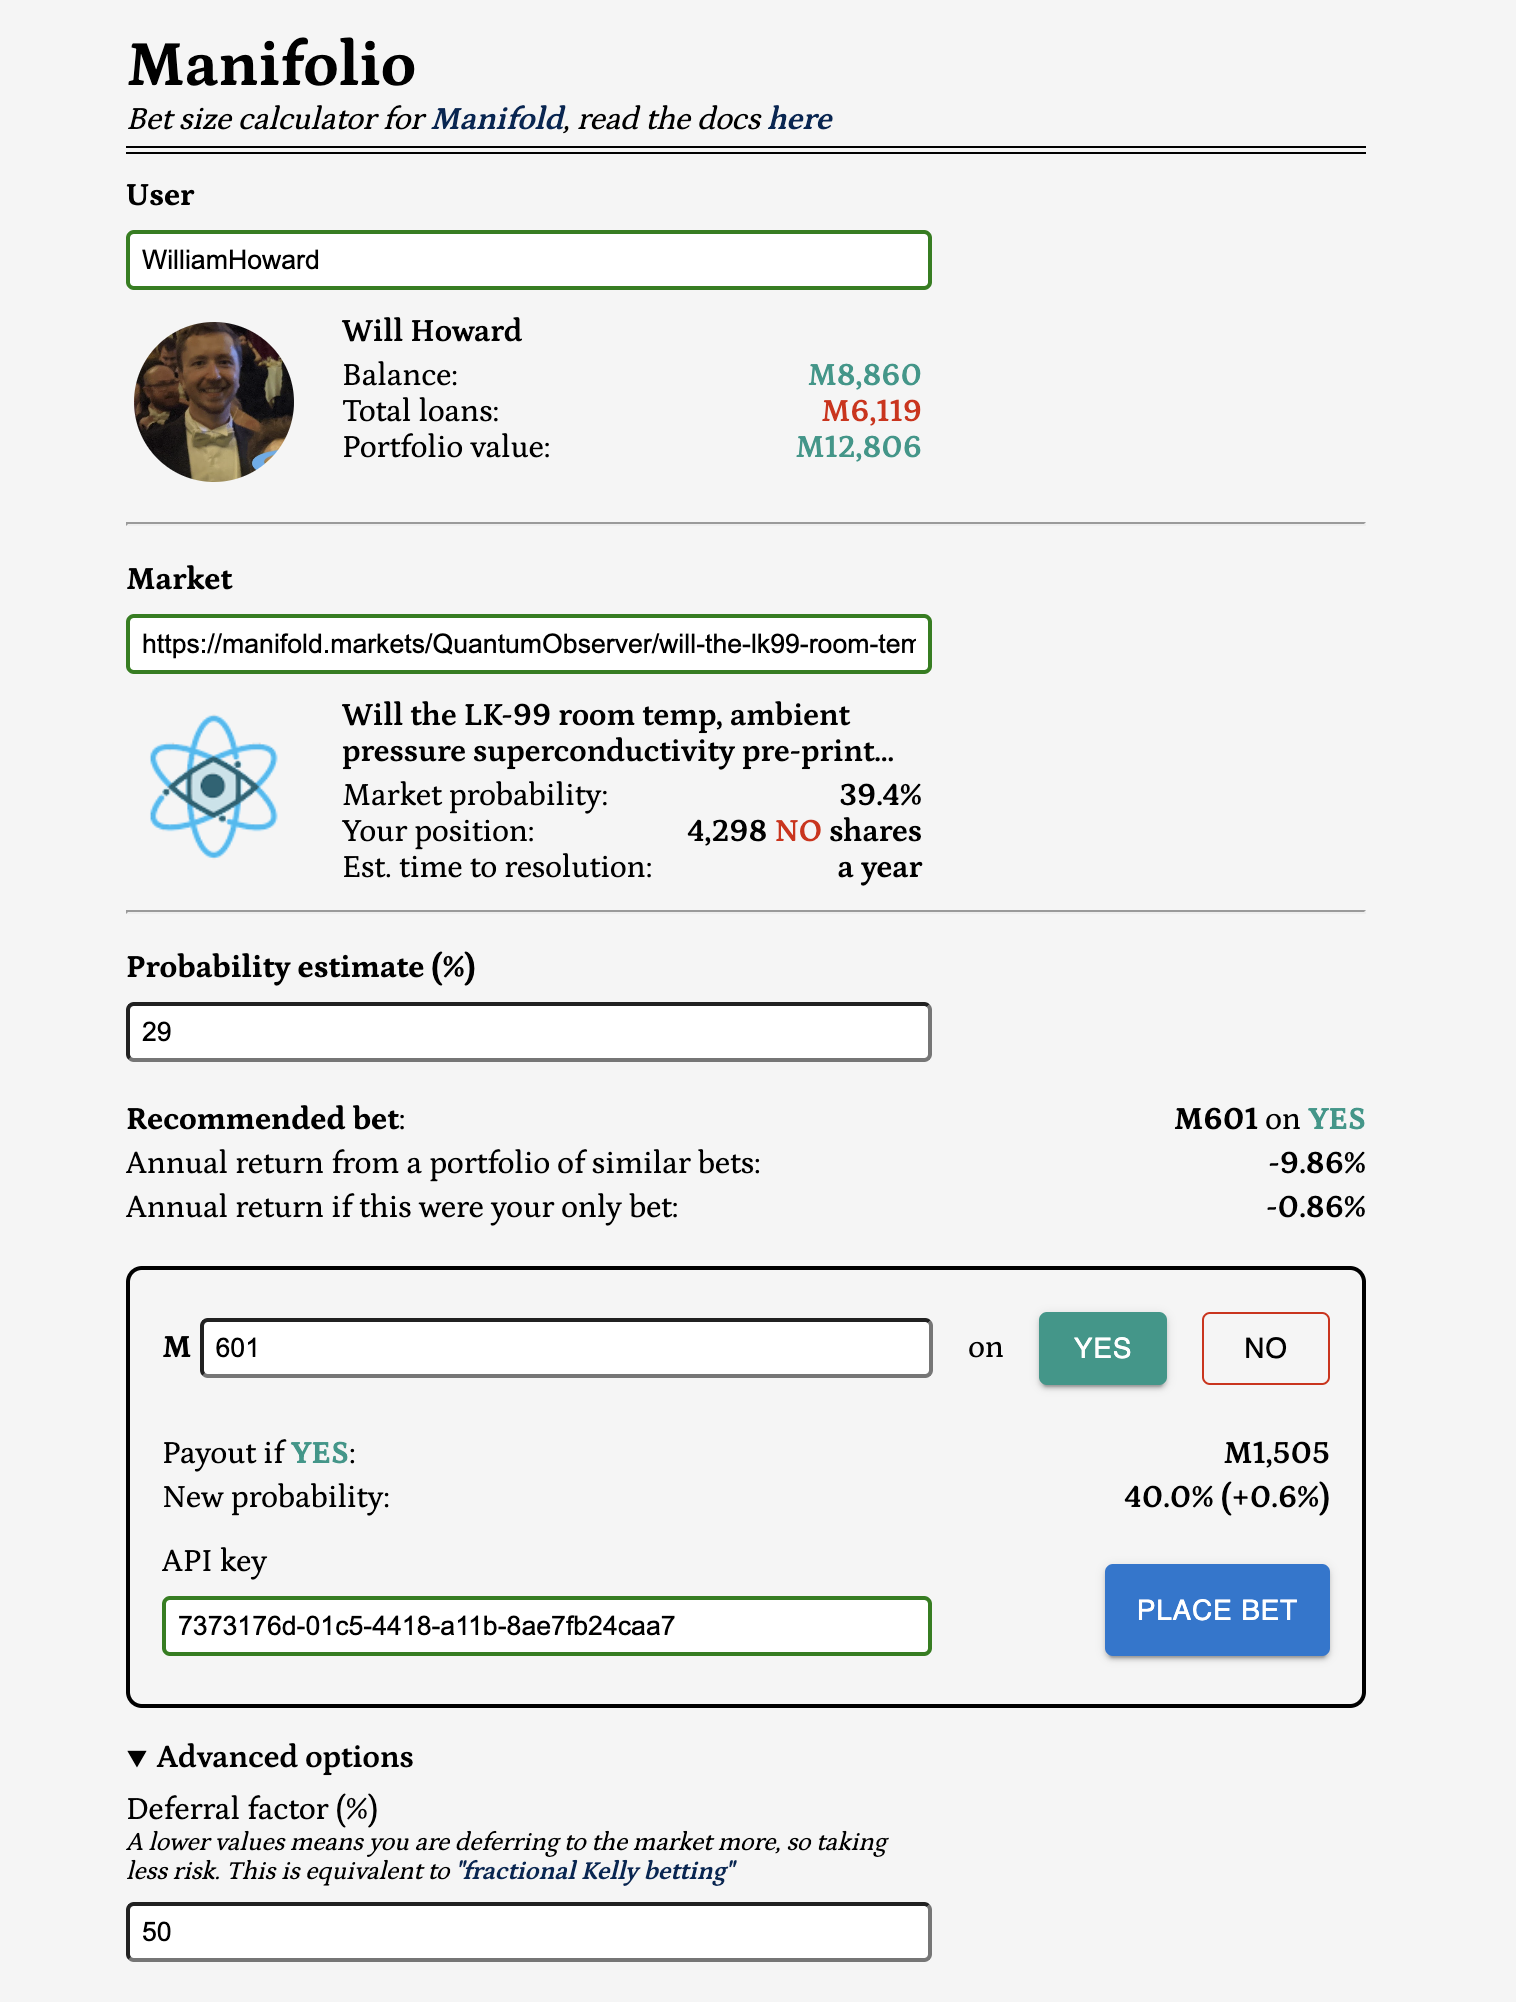 Manifolio
Bet size calculator for Manifold, read the docs here
User
WilliamHoward
Will Howard
Balance: M8,860
Total loans: M6,119
Portfolio value: M12,806
Market
https://manifold.markets/QuantumObserver/will-the-lk99-room-tem
Will the LK-99 room temp, ambient
pressure superconductivity pre-print...
Market probability: 39.4%
Your position: 4,298 NO shares
Est. time to resolution: a year
Probability estimate (%)
29
Recommended bet: M601 on YES
Annual return from a portfolio of similar bets: -9.86%
Annual return if this were your only bet: -0.86%
M 601 on YES NO
Payout if YES: M1,505
New probability: 40.0% (+0.6%)
API key
7373176d-01c5-4418-a11b-8ae7fb24caa7
PLACE BET
▼ Advanced options
Deferral factor (%)
A lower values means you are deferring to the market more, so taking
less risk. This is equivalent to "fractional Kelly betting"
50